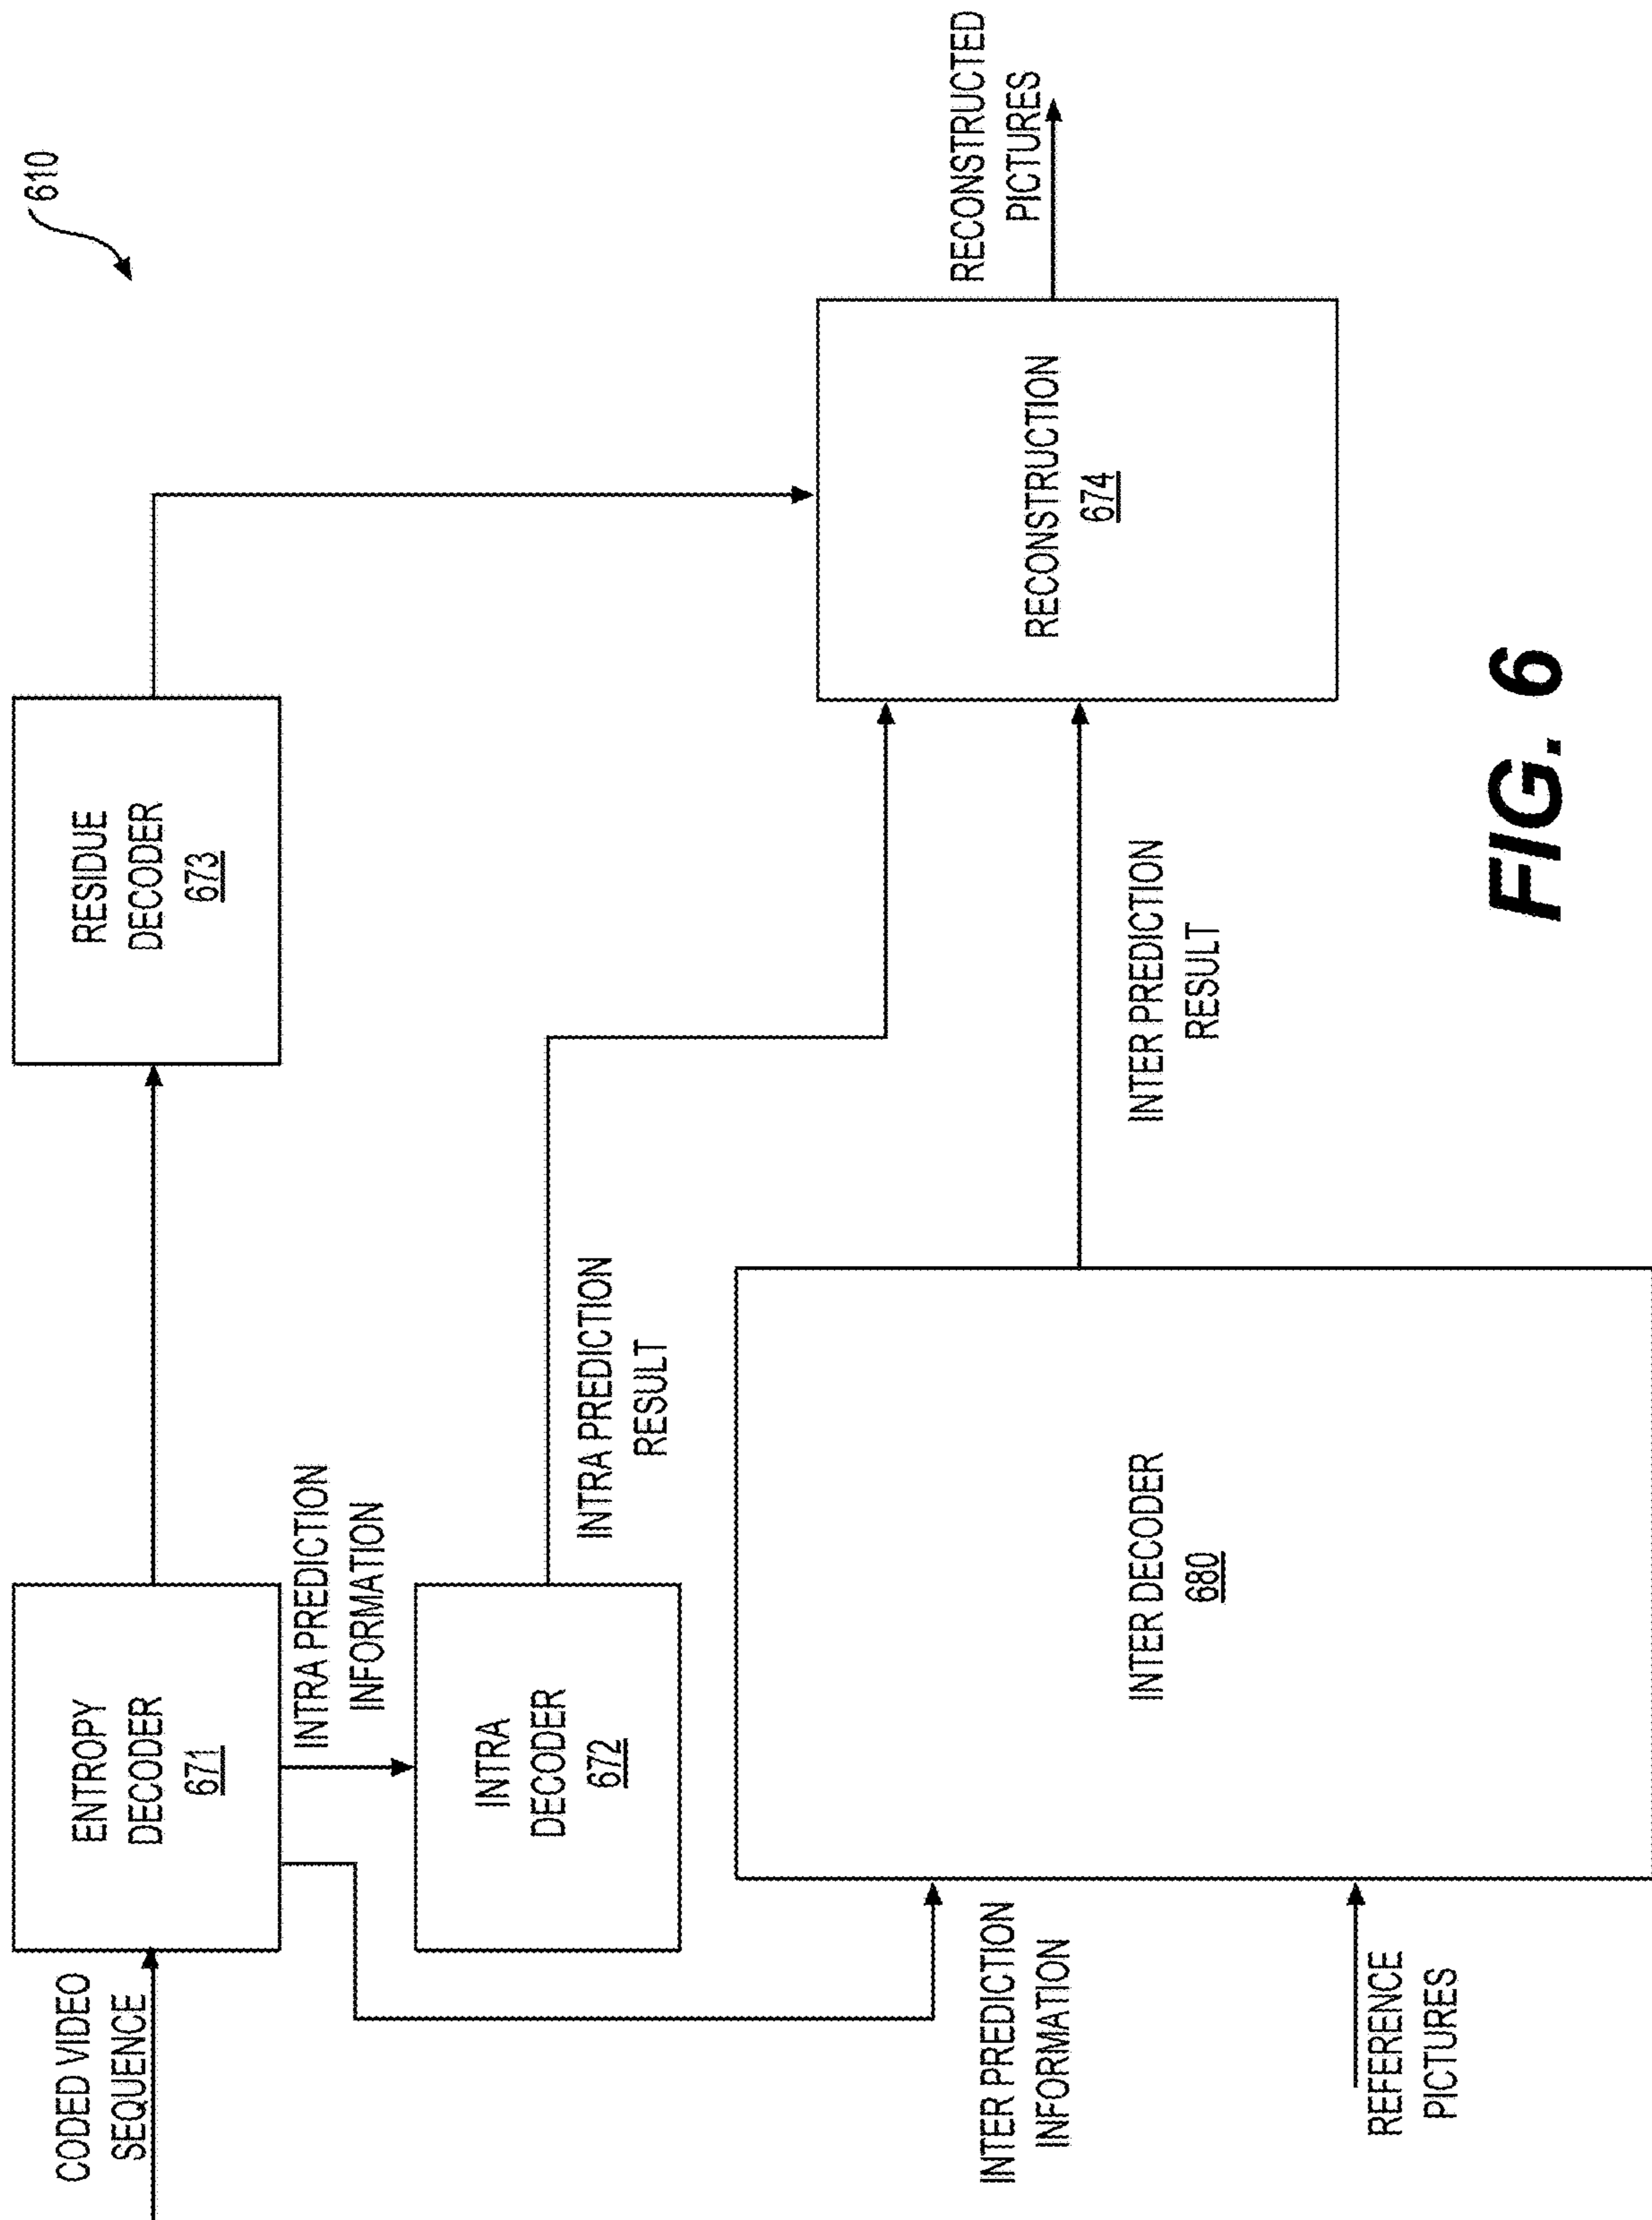 610
CODED VIDEO
SEQUENCE
ENTROPY
DECODER
671
RESIDUE
DECODER
673
INTRA PREDICTION
INFORMATION
INTRA
DECODER
672
INTRA PREDICTION
RESULT
INTER PREDICTION
INFORMATION
REFERENCE
PICTURES
INTER DECODER
680
INTER PREDICTION
RESULT
RECONSTRUCTION
674
RECONSTRUCTED
PICTURES
FIG. 6